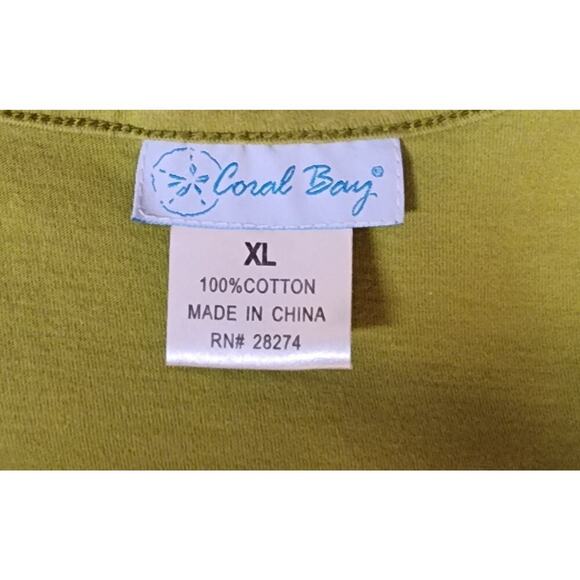 Coral Bay®
XL
100%COTTON
MADE IN CHINA
RN# 28274